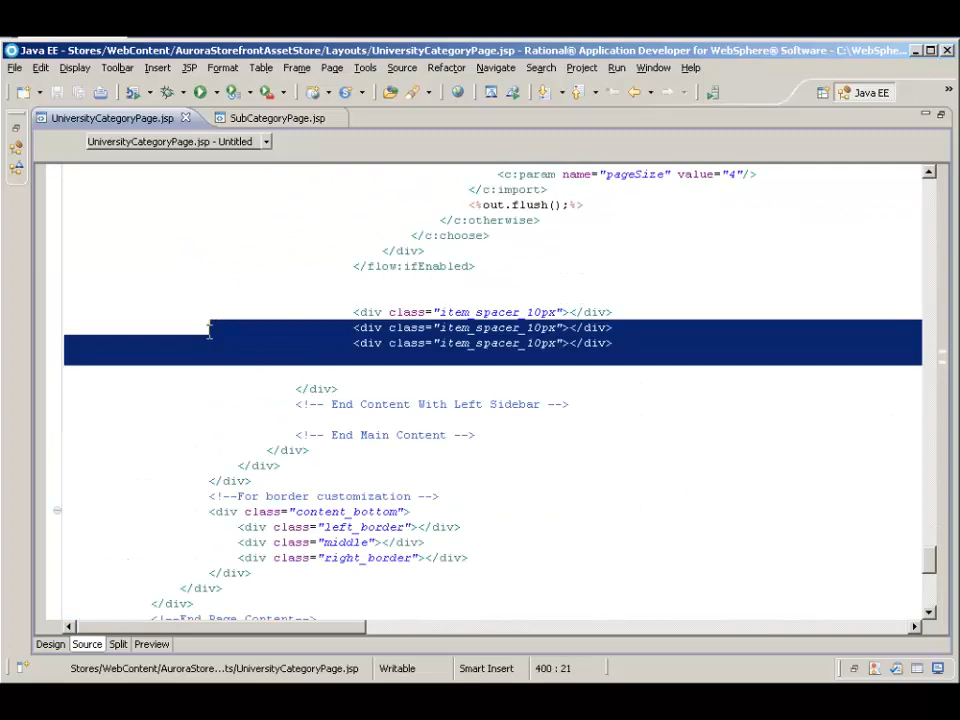 Java EE - Stores/WebContent/AuroraStorefrontAssetStore/Layouts/UniversityCategoryPage.jsp - Rational® Application Developer for WebSphere® Software - C:\WebSphe...
File Edit Display Toolbar Insert JSP Format Table Frame Page Tools Source Refactor Navigate Search Project Run Window Help
Java EE
UniversityCategoryPage.jsp SubCategoryPage.jsp
UniversityCategoryPage.jsp - Untitled
<c:param name="pageSize" value="4"/>
</c:import>
<%out.flush();%>
</c:otherwise>
</c:choose>
</div>
</flow:ifEnabled>
<div class="item_spacer_10px"></div>
<div class="item_spacer_10px"></div>
<div class="item_spacer_10px"></div>
</div>
<!-- End Content With Left Sidebar -->
<!-- End Main Content -->
</div>
</div>
</div>
<!--For border customization -->
<div class="content_bottom">
<div class="left_border"></div>
<div class="middle"></div>
<div class="right_border"></div>
</div>
</div>
</div>
<!--End Page Content-->
Design Source Split Preview
Stores/WebContent/AuroraStore...ts/UniversityCategoryPage.jsp Writable Smart Insert 400 : 21